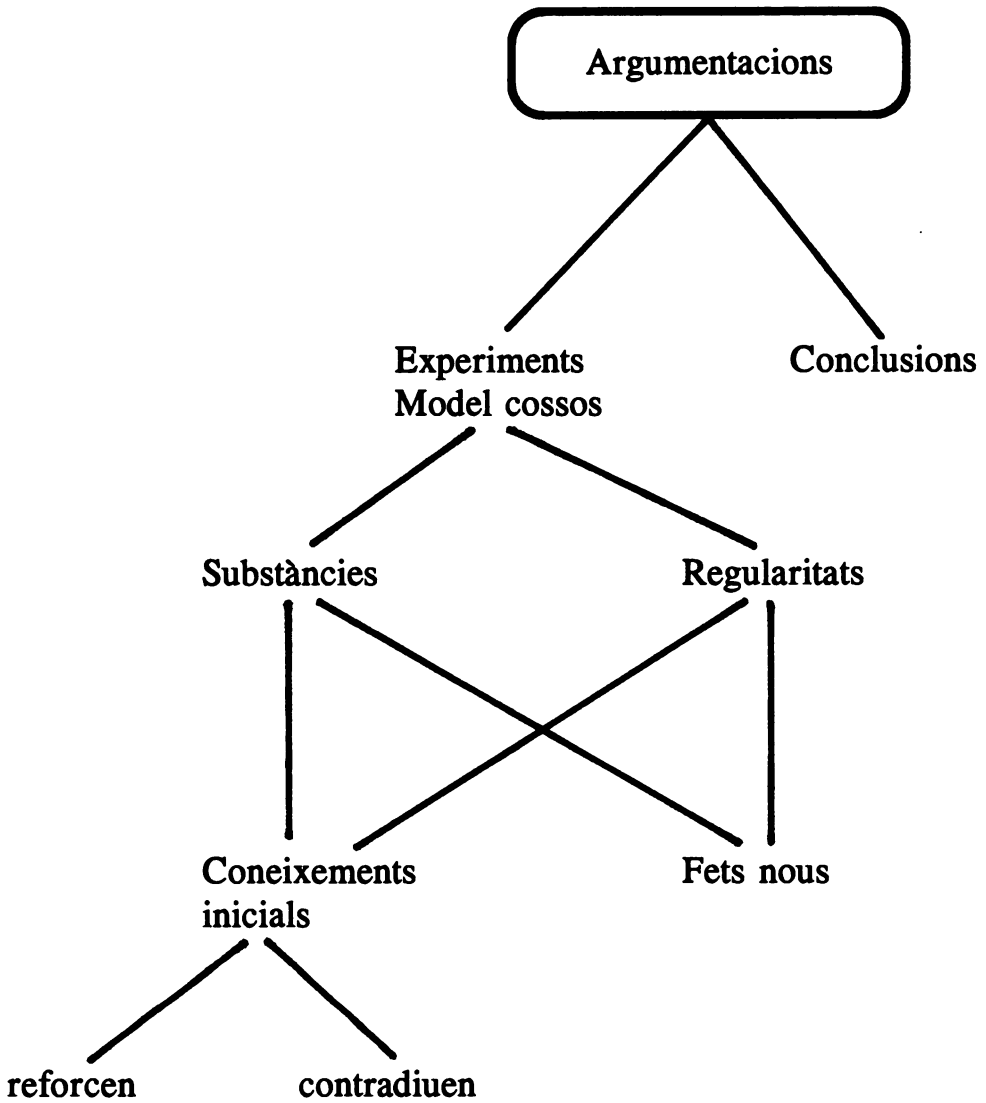 Argumentacions
Experiments
Model cossos
Conclusions
Substàncies
Regularitats
Coneixements
inicials
Fets nous
reforcen
contradiuen